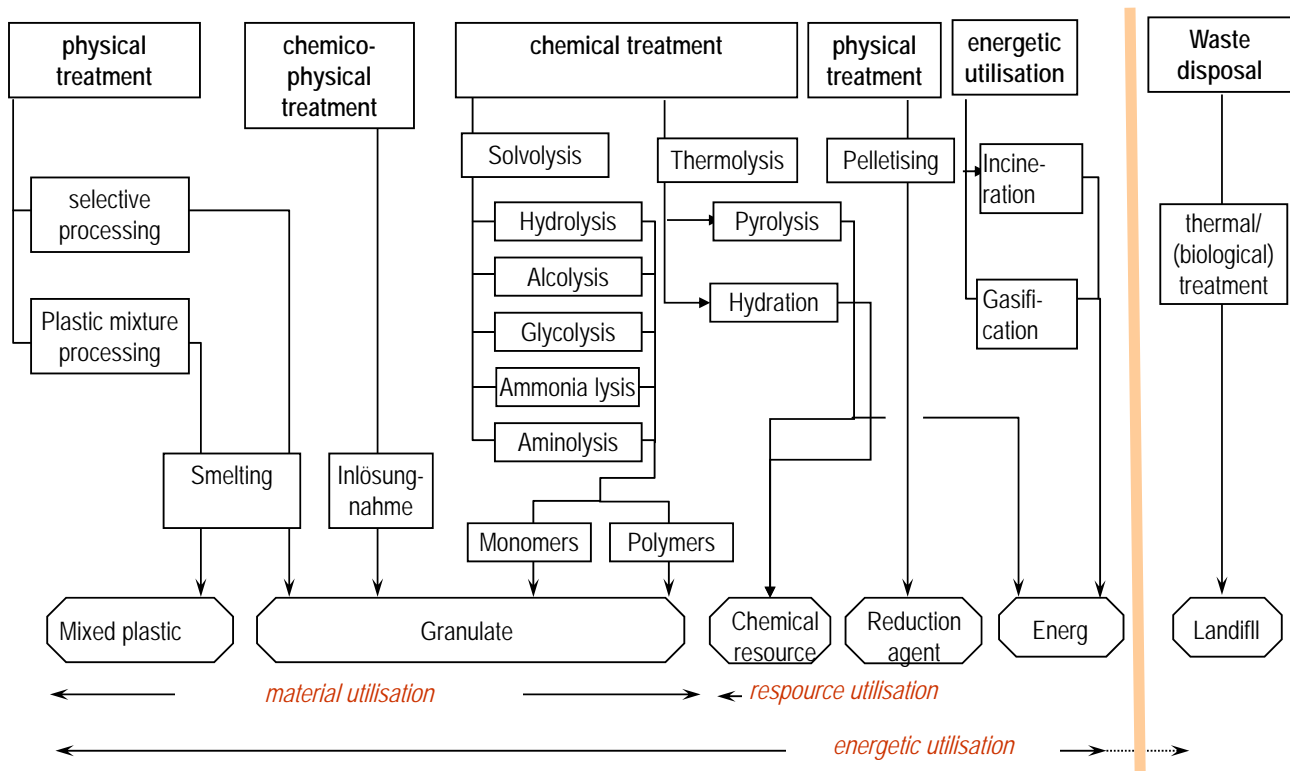 physical
treatment
chemico-
physical
treatment
chemical treatment
physical
treatment
energetic
utilisation
Waste
disposal
Solvolysis
Thermolysis
Pelletising
Incine-
ration
selective
processing
Hydrolysis
Pyrolysis
thermal/
(biological)
treatment
Alcolysis
Hydration
Gasifi-
cation
Plastic mixture
processing
Glycolysis
Ammonia lysis
Aminolysis
Smelting
Inlösung-
nahme
Monomers
Polymers
Mixed plastic
Granulate
Chemical
resource
Reduction
agent
Energ
Landifll
material utilisation
respource utilisation
energetic utilisation